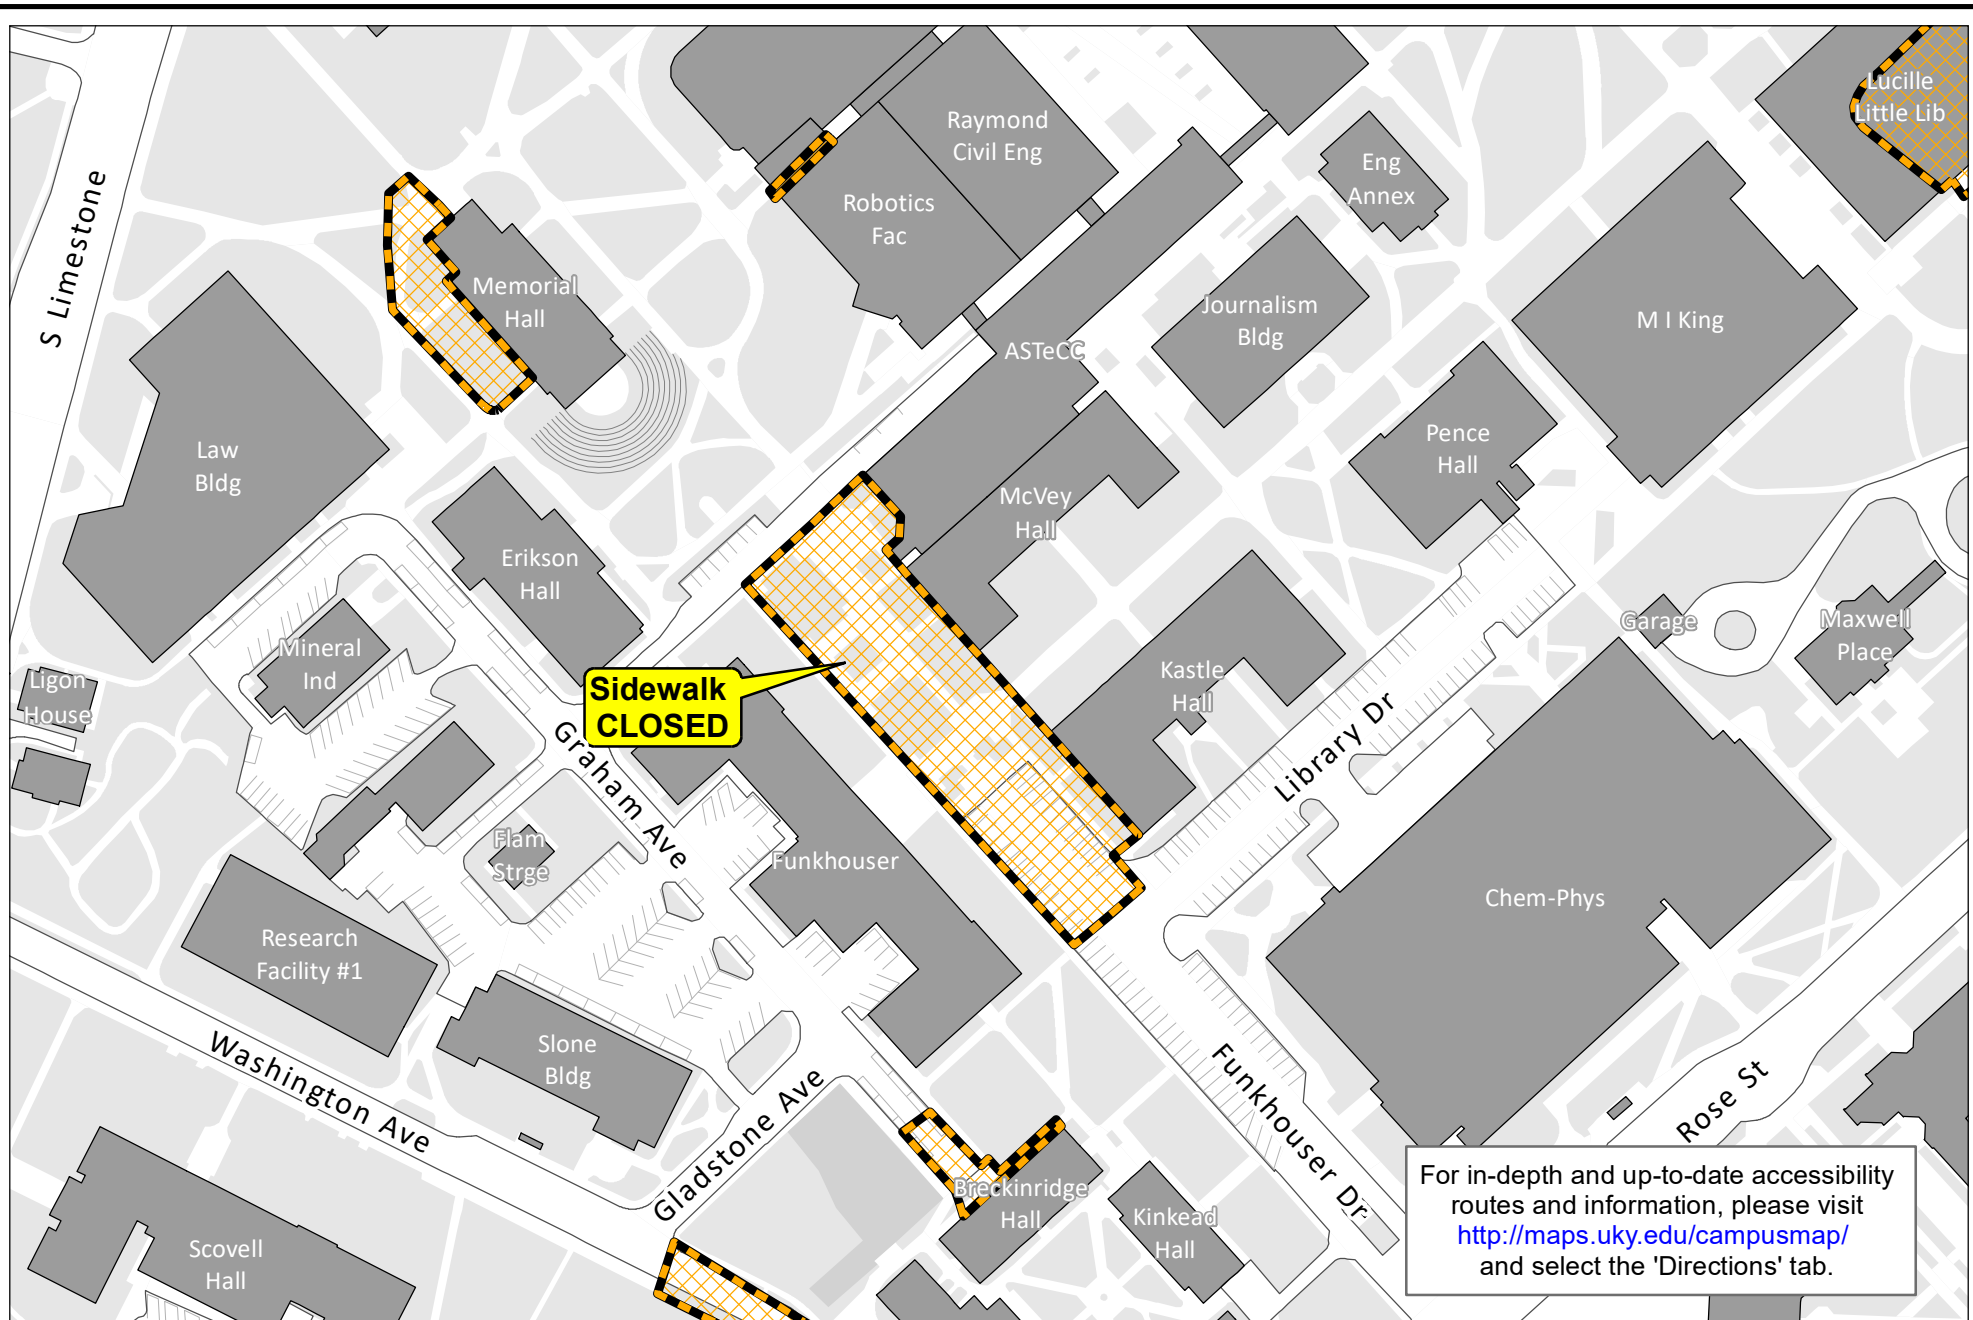 Lucille
Little Lib
Raymond
Civil Eng
Eng
Annex
Robotics
Fac
S Limestone
Memorial
Hall
Journalism
Bldg
M I King
ASTeCC
Law
Bldg
Pence
Hall
McVey
Hall
Erikson
Hall
Garage
Maxwell
Place
Mineral
Ind
Kastle
Hall
Ligon
House
Sidewalk
CLOSED
Library Dr
Graham Ave
Flam
Strge
Funkhouser
Chem-Phys
Research
Facility #1
Slone
Bldg
Washington Ave
Gladstone Ave
Funkhouser Dr
Rose St
Breckinridge
Hall
Kinkead
Hall
Scovell
Hall
For in-depth and up-to-date accessibility
routes and information, please visit
http://maps.uky.edu/campusmap/
and select the 'Directions' tab.